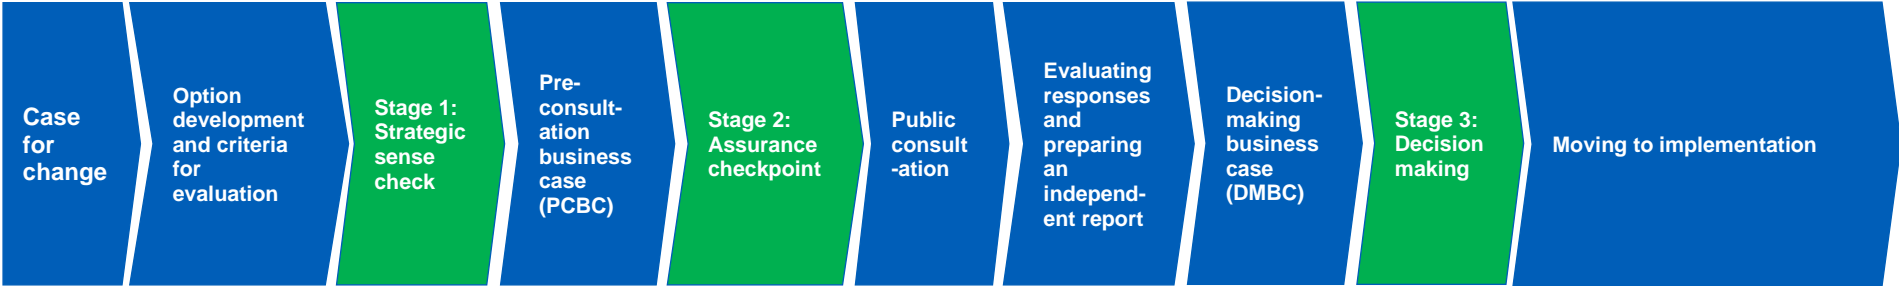 Case
for
change
Option
development
and criteria
for
evaluation
Stage 1:
Strategic
sense
check
Pre-
consult-
ation
business
case
(PCBC)
Stage 2:
Assurance
checkpoint
Public
consult
-ation
Evaluating
responses
and
preparing
an
independ-
ent report
Decision-
making
business
case
(DMBC)
Stage 3:
Decision
making
Moving to implementation